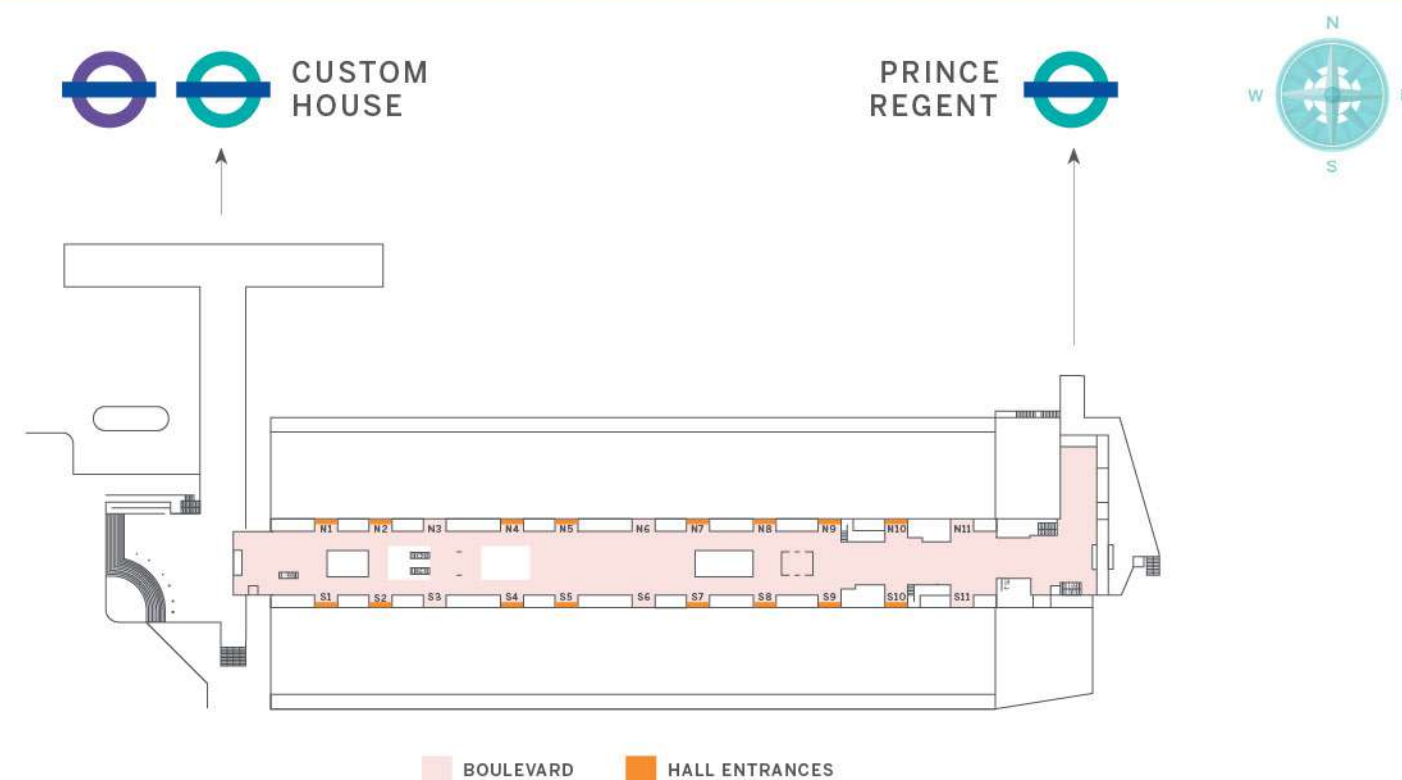 N
CUSTOM
HOUSE
PRINCE
REGENT
W
S
N1 N2 N3 N4 N5 N6 N7 N8 N9 N10 N11
S1 S2 S3 S4 S5 S6 S7 S8 S9 S10 S11
BOULEVARD
HALL ENTRANCES